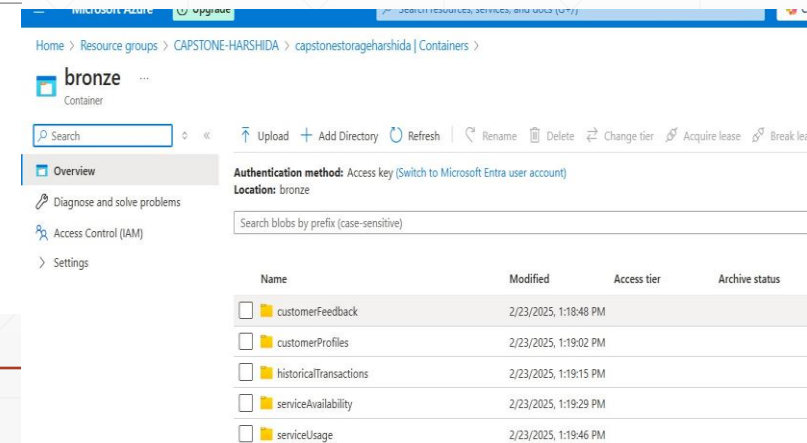 Microsoft Azure Upgrade Search resources, services, and docs (G+/)
Home > Resource groups > CAPSTONE-HARSHIDA > capstonestorageharshida | Containers >
bronze ...
Container
Search
Upload Add Directory Refresh Rename Delete Change tier Acquire lease Break
Overview
Diagnose and solve problems
Access Control (IAM)
Settings
Authentication method: Access key (Switch to Microsoft Entra user account)
Location: bronze
Search blobs by prefix (case-sensitive)
Name Modified Access tier Archive status
customerFeedback 2/23/2025, 1:18:48 PM
customerProfiles 2/23/2025, 1:19:02 PM
historicalTransactions 2/23/2025, 1:19:15 PM
serviceAvailability 2/23/2025, 1:19:29 PM
serviceUsage 2/23/2025, 1:19:46 PM